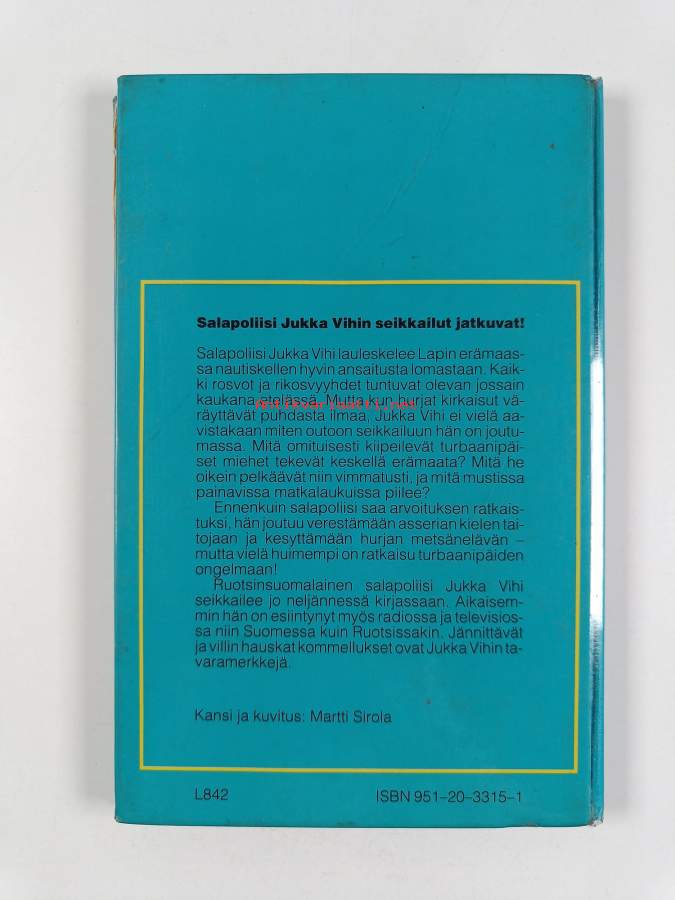 Salapoliisi Jukka Vihin seikkailut jatkuvat!
Salapoliisi Jukka Vihi lauleskelee Lapin erämaas-
sa nautiskellen hyvin ansaitusta lomastaan. Kaik-
ki rosvot ja rikosvyyhdet tuntuvat olevan jossain
kaukana etelässä. Mutta kun hurjat kirkaisut vä-
räyttävät puhdasta ilmaa, Jukka Vihi ei vielä aa-
vistakaan miten outoon seikkailuun hän on joutu-
massa. Mitä omituisesti kiipeilevät turbaanipäi-
set miehet tekevät keskellä erämaata? Mitä he
oikein pelkäävät niin vimmatusti, ja mitä mustissa
painavissa matkalaukuissa piilee?
Ennenkuin salapoliisi saa arvoituksen ratkais-
tuksi, hän joutuu verestämään asserian kielen tai-
tojaan ja kesyttämään hurjan metsänelävän –
mutta vielä huimempi on ratkaisu turbaanipäiden
ongelmaan!
Ruotsinsuomalainen salapoliisi Jukka Vihi
seikkailee jo neljännessä kirjassaan. Aikaisem-
min hän on esiintynyt myös radiossa ja televisios-
sa niin Suomessa kuin Ruotsissakin. Jännittävät
ja villin hauskat kommellukset ovat Jukka Vihin ta-
varamerkkejä.
Kansi ja kuvitus: Martti Sirola
L842 ISBN 951-20-3315-1